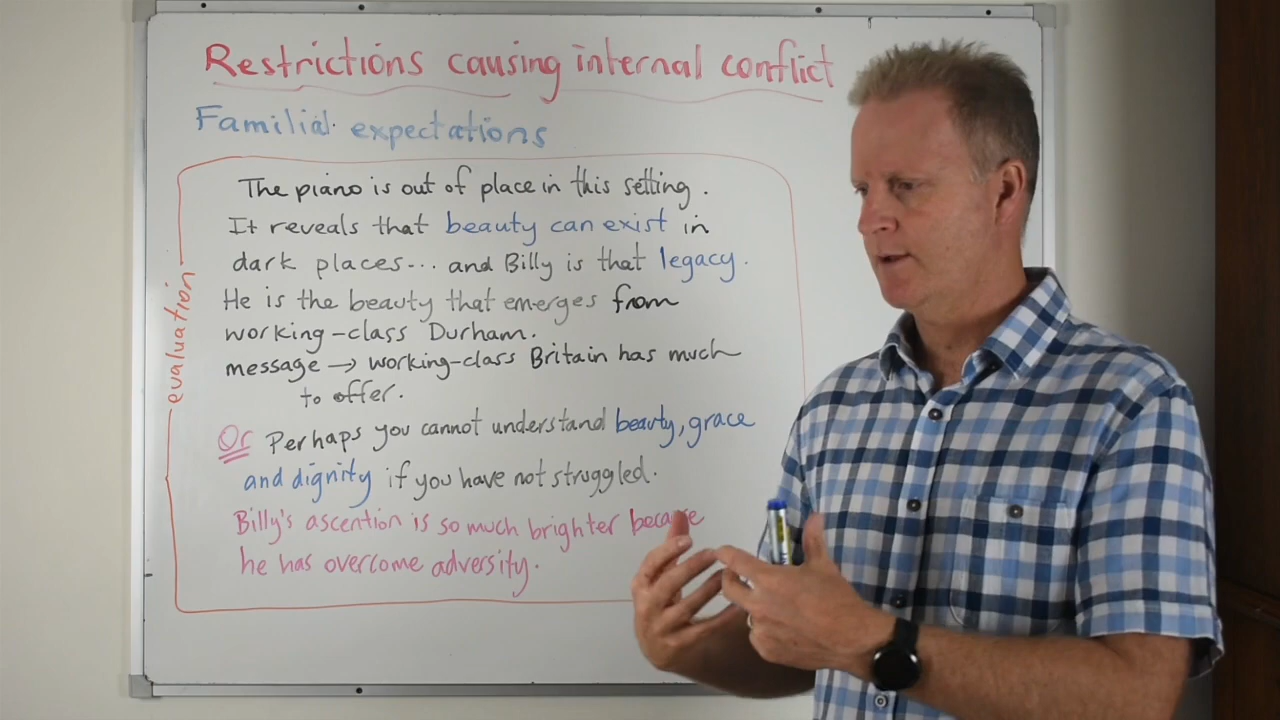 Restrictions causing internal conflict
Familial expectations
evaluation
The piano is out of place in this setting.
It reveals that beauty can exist in
dark places... and Billy is that legacy.
He is the beauty that emerges from
working-class Durham.
message → working-class Britain has much
to offer.
Or Perhaps you cannot understand beauty, grace
and dignity if you have not struggled.
Billy's ascention is so much brighter because
he has overcome adversity.